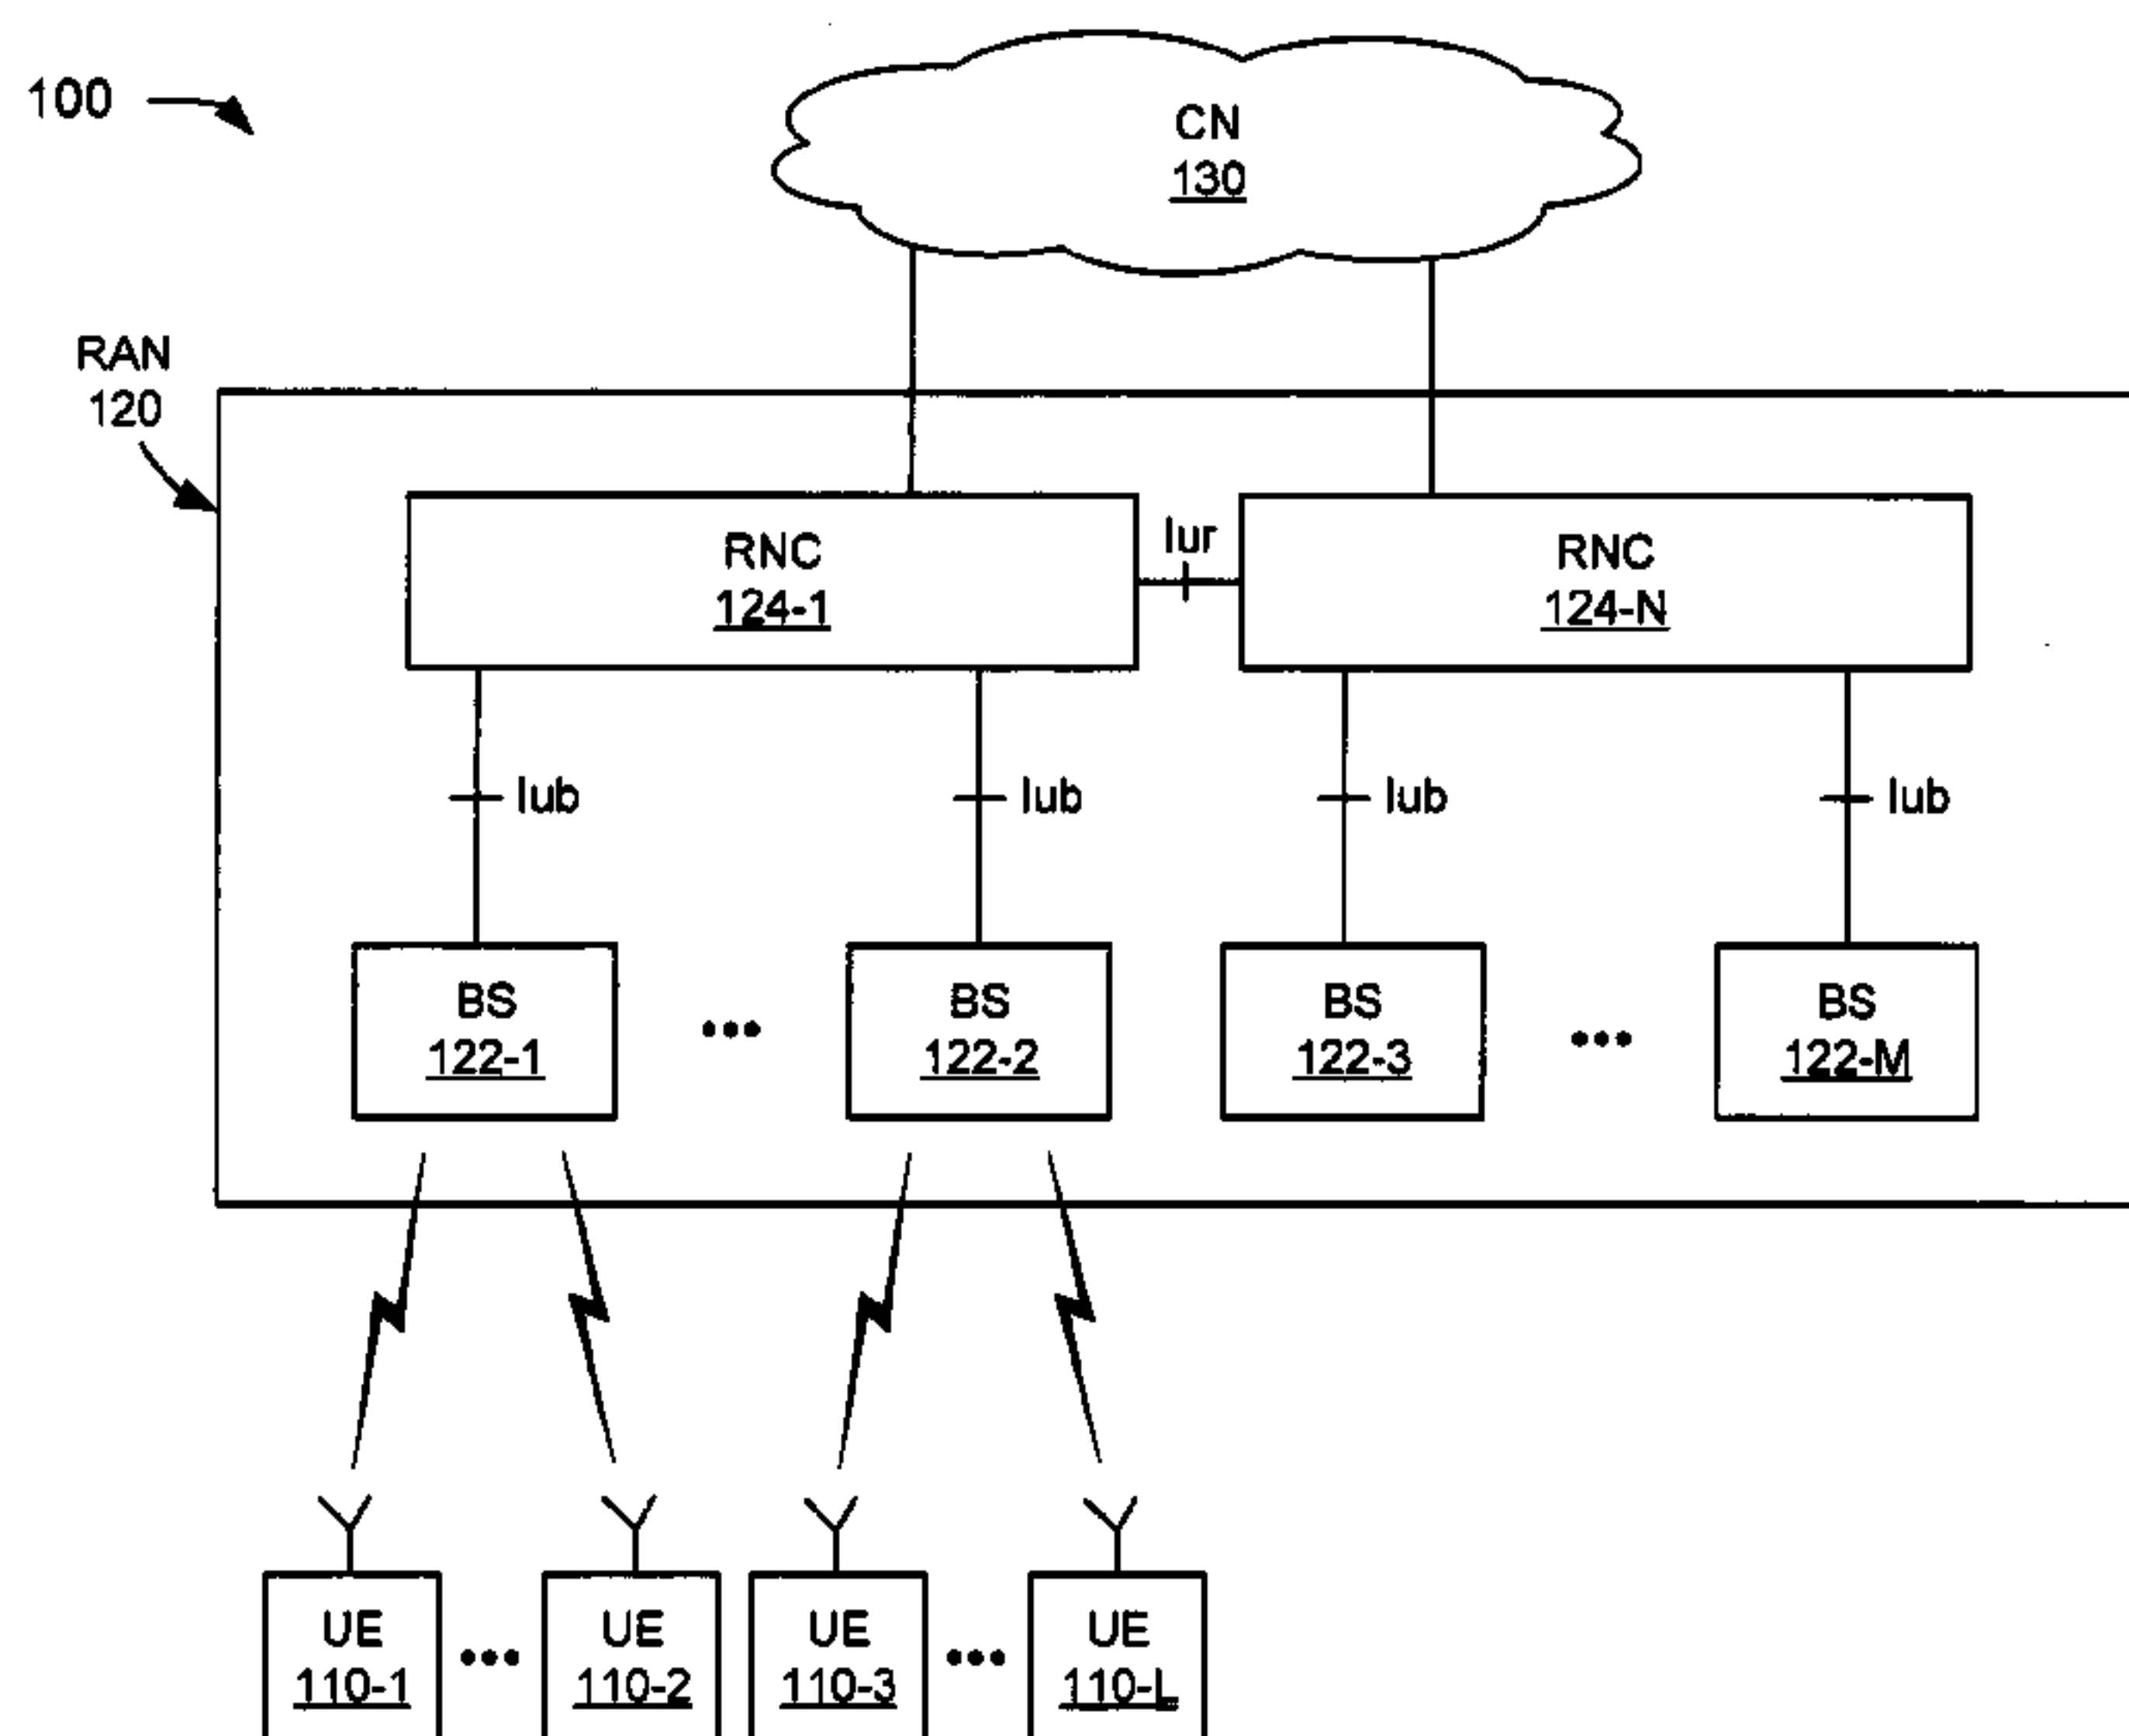 100
CN
130
RAN
120
RNC
124-1
Iur
RNC
124-N
Iub
Iub
Iub
Iub
BS
122-1
BS
122-2
BS
122-3
BS
122-M
UE
110-1
UE
110-2
UE
110-3
UE
110-L